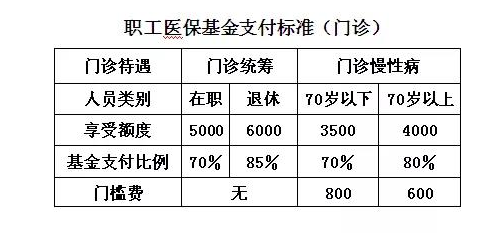 职工医保基金支付标准（门诊）
门诊待遇 门诊统筹 门诊慢性病
人员类别 在职 退休 70岁以下 70岁以上
享受额度 5000 6000 3500 4000
基金支付比例 70% 85% 70% 80%
门槛费 无 800 600